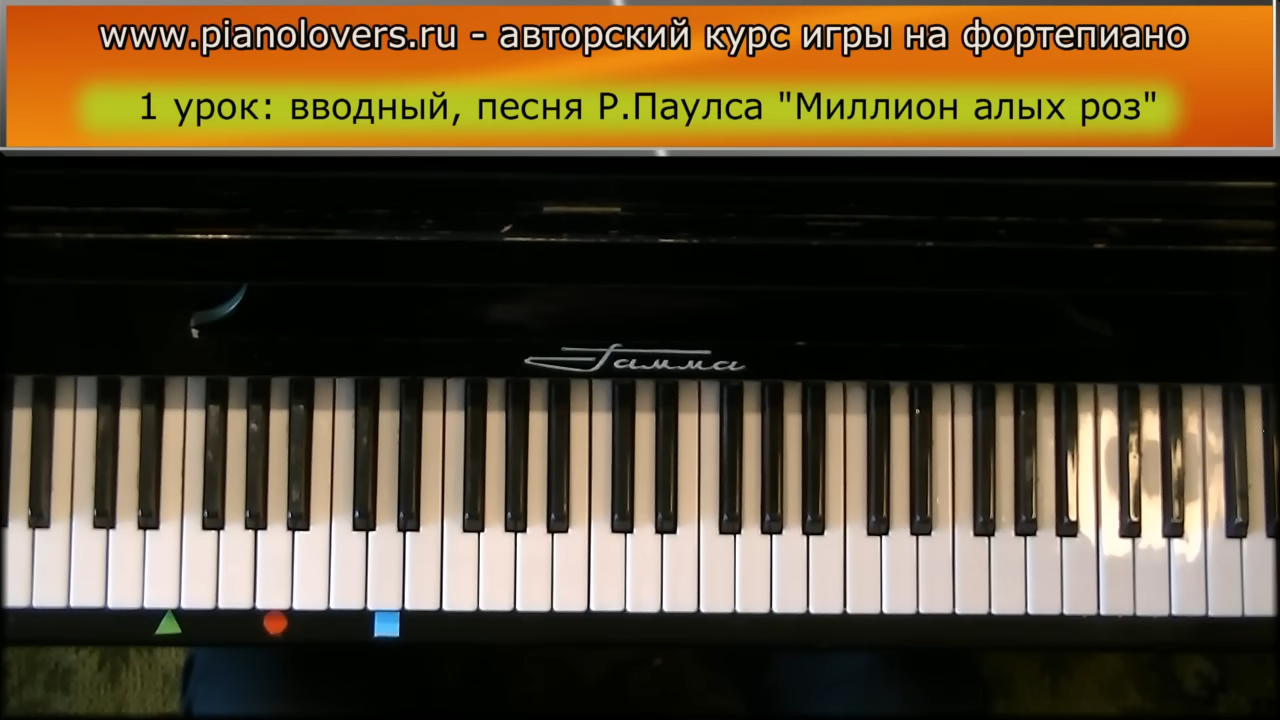 www.pianolovers.ru - авторский курс игры на фортепиано
1 урок: вводный, песня Р.Паулса "Миллион алых роз"
Гамма